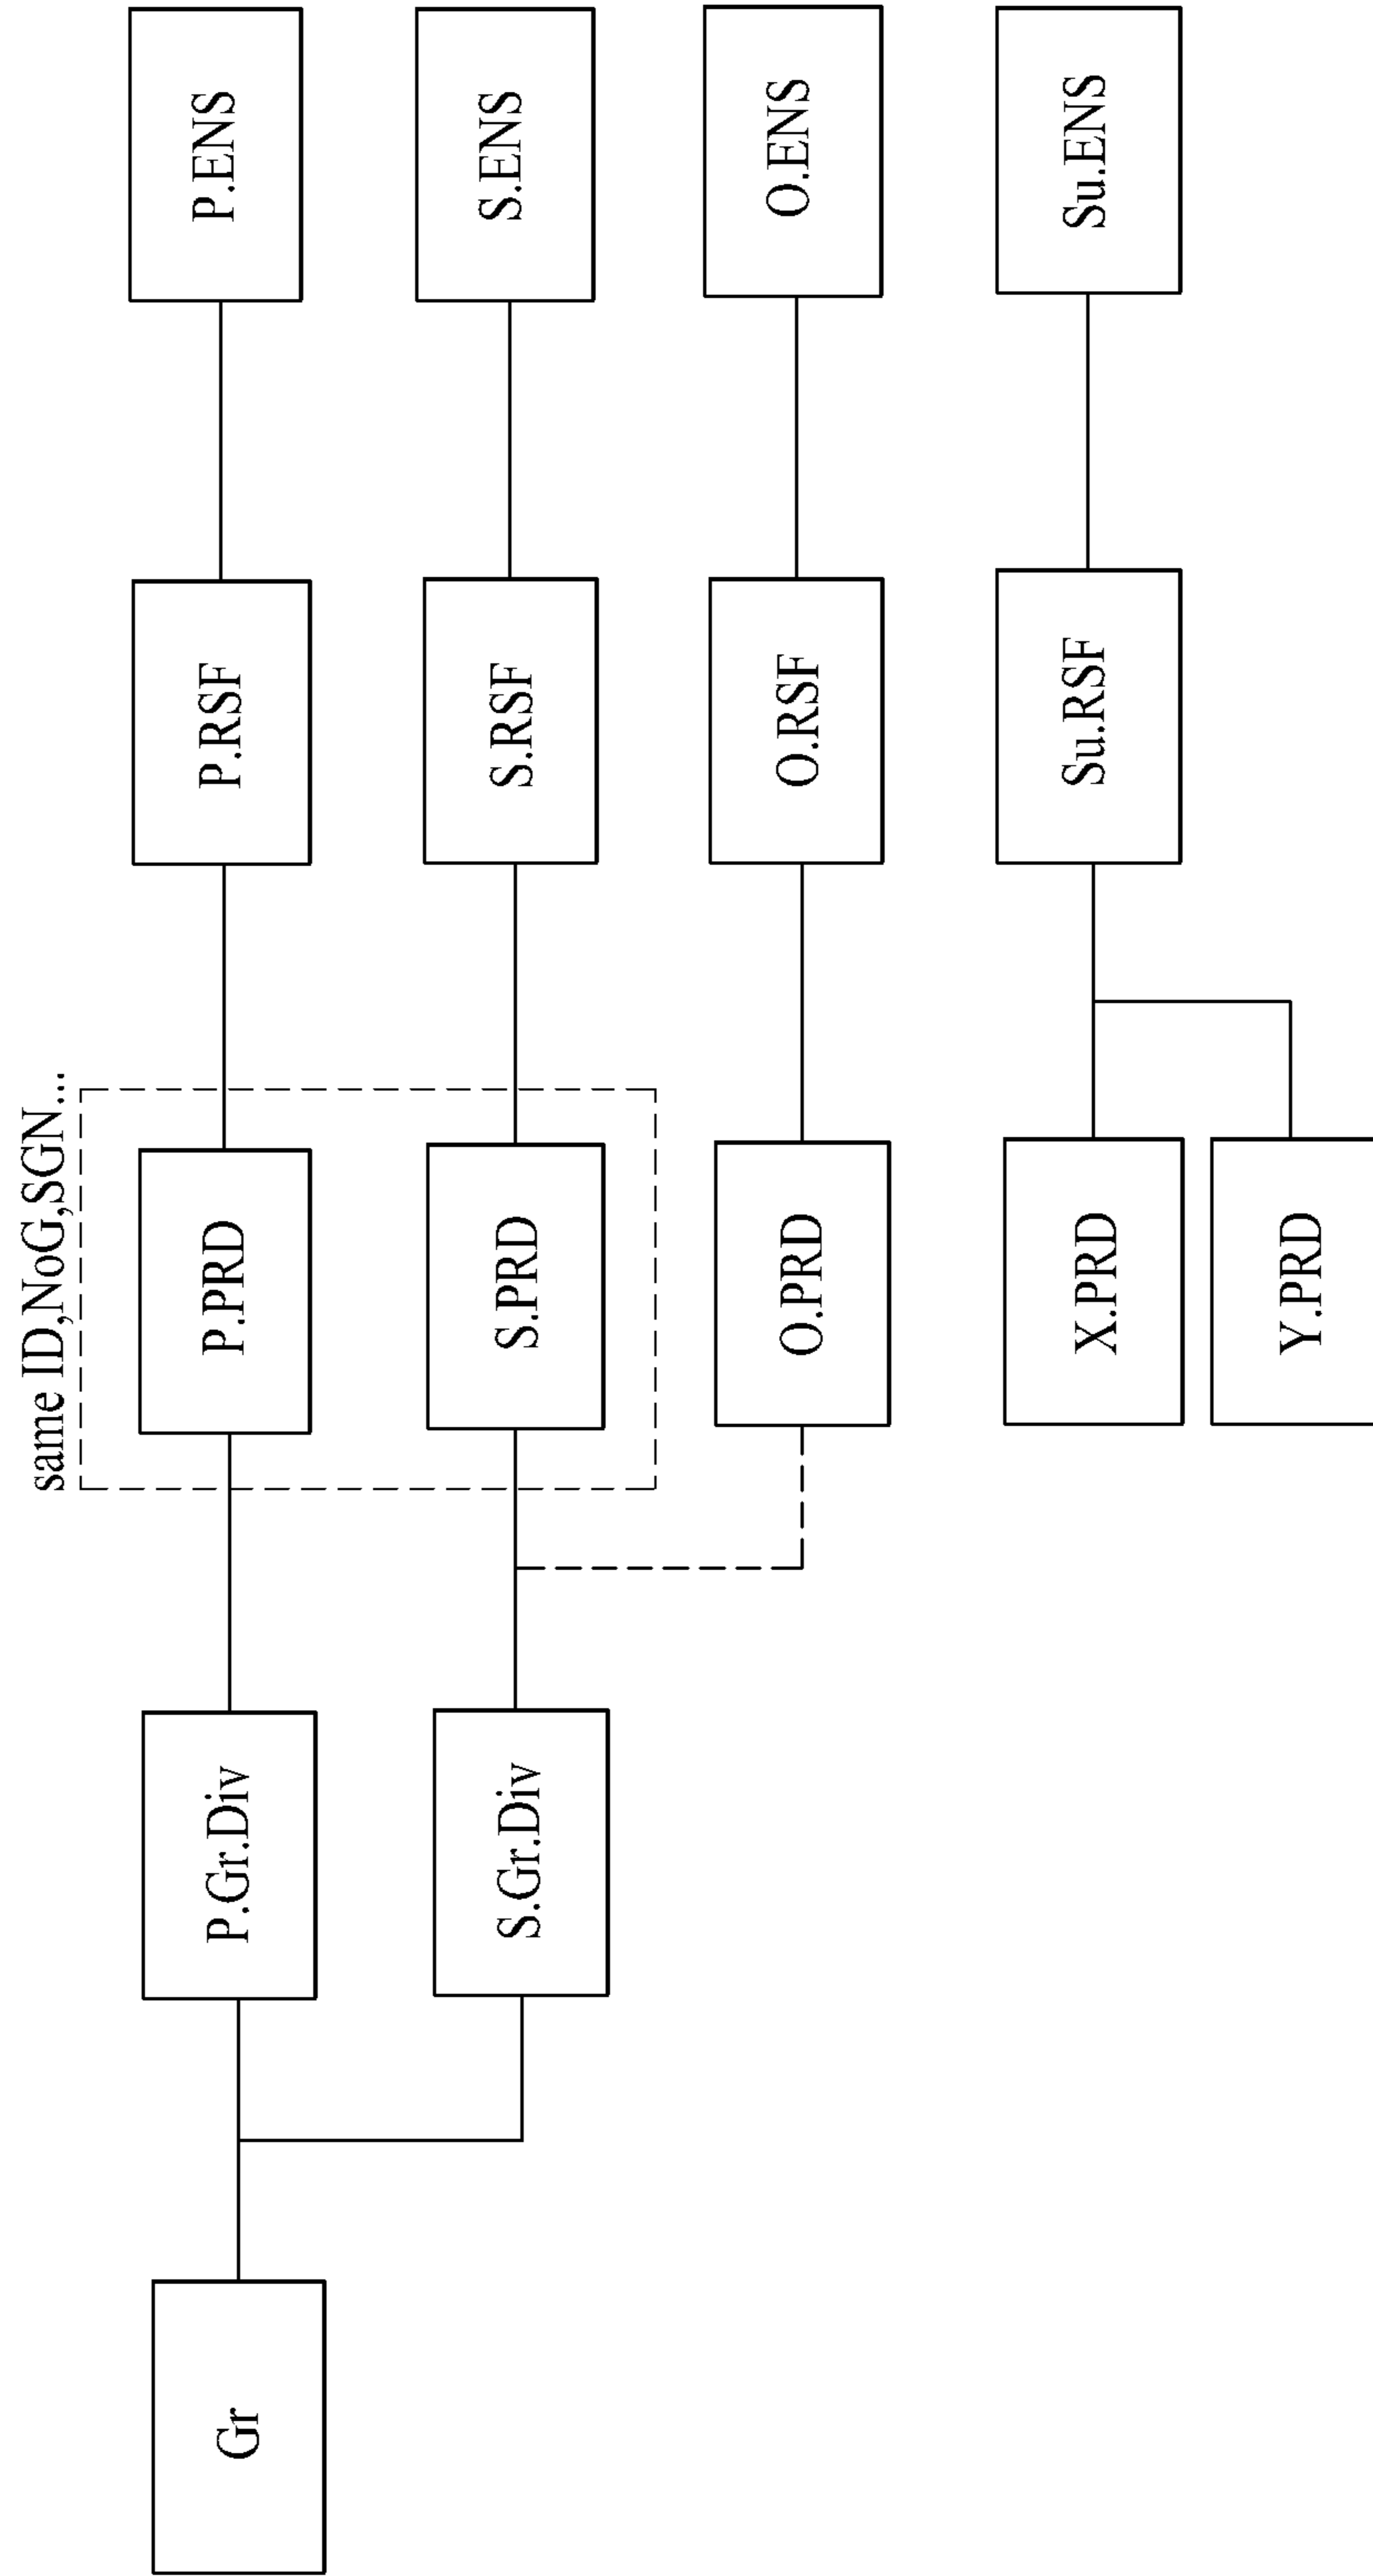 same ID,NoG,SGN...
Gr
P.Gr.Div
P.PRD
P.RSF
P.ENS
S.Gr.Div
S.PRD
S.RSF
S.ENS
O.PRD
O.RSF
O.ENS
X.PRD
Su.RSF
Su.ENS
Y.PRD